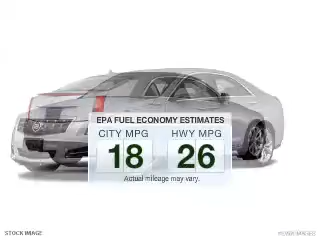 EPA FUEL ECONOMY ESTIMATES
CITY MPG HWY MPG
18 26
Actual mileage may vary.
STOCK IMAGE